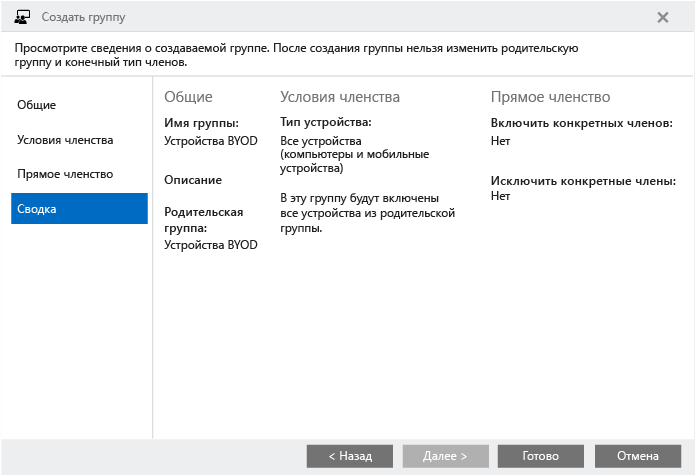 Создать группу
Просмотрите сведения о создаваемой группе. После создания группы нельзя изменить родительскую
группу и конечный тип членов.
Общие
Условия членства
Прямое членство
Сводка
Общие
Имя группы:
Устройства BYOD
Описание
Родительская
группа:
Устройства BYOD
Условия членства
Тип устройства:
Все устройства
(компьютеры и мобильные
устройства)
В эту группу будут включены
все устройства из родительской
группы.
Прямое членство
Включить конкретных членов:
Нет
Исключить конкретные члены:
Нет
< Назад
Далее >
Готово
Отмена